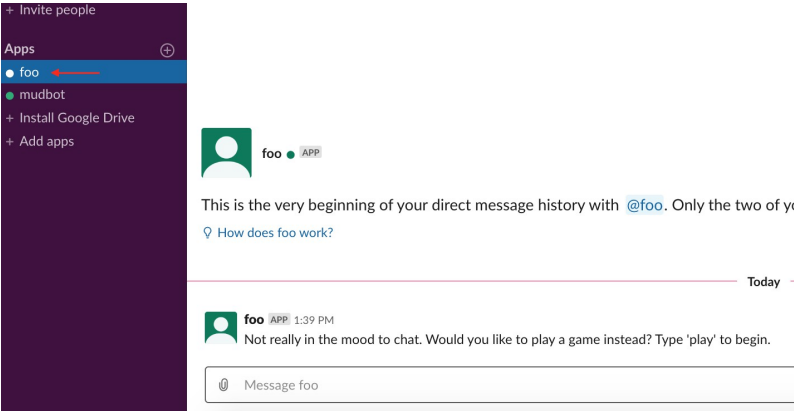 + Invite people
Apps
foo
mudbot
+ Install Google Drive
+ Add apps
foo APP
This is the very beginning of your direct message history with @foo. Only the two of
How does foo work?
Today
foo APP 1:39 PM
Not really in the mood to chat. Would you like to play a game instead? Type 'play' to begin.
Message foo